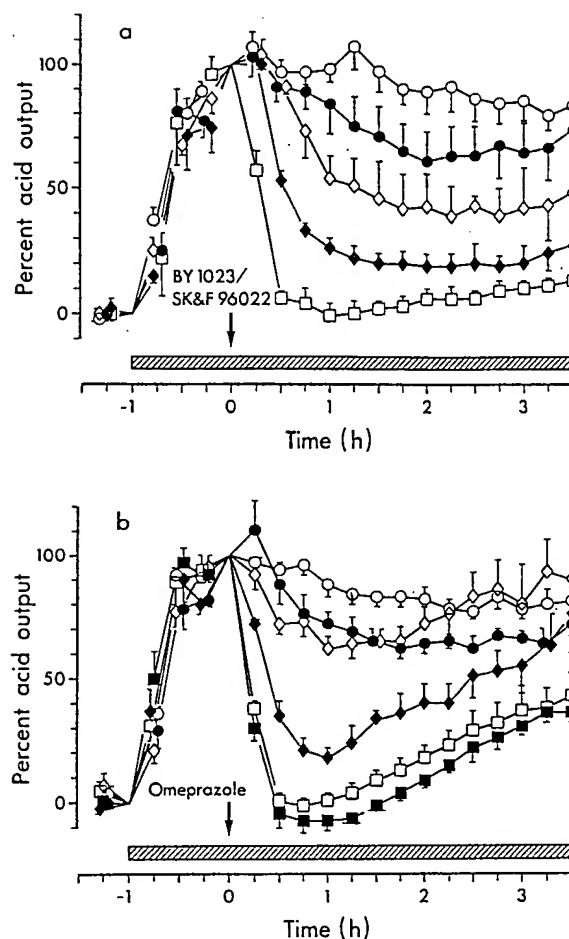 a
Percent acid output
100
50
0
BY 1023/
SK&F 96022
-1 0 1 2 3
Time (h)
b
Percent acid output
100
50
0
Omeprazole
-1 0 1 2 3
Time (h)